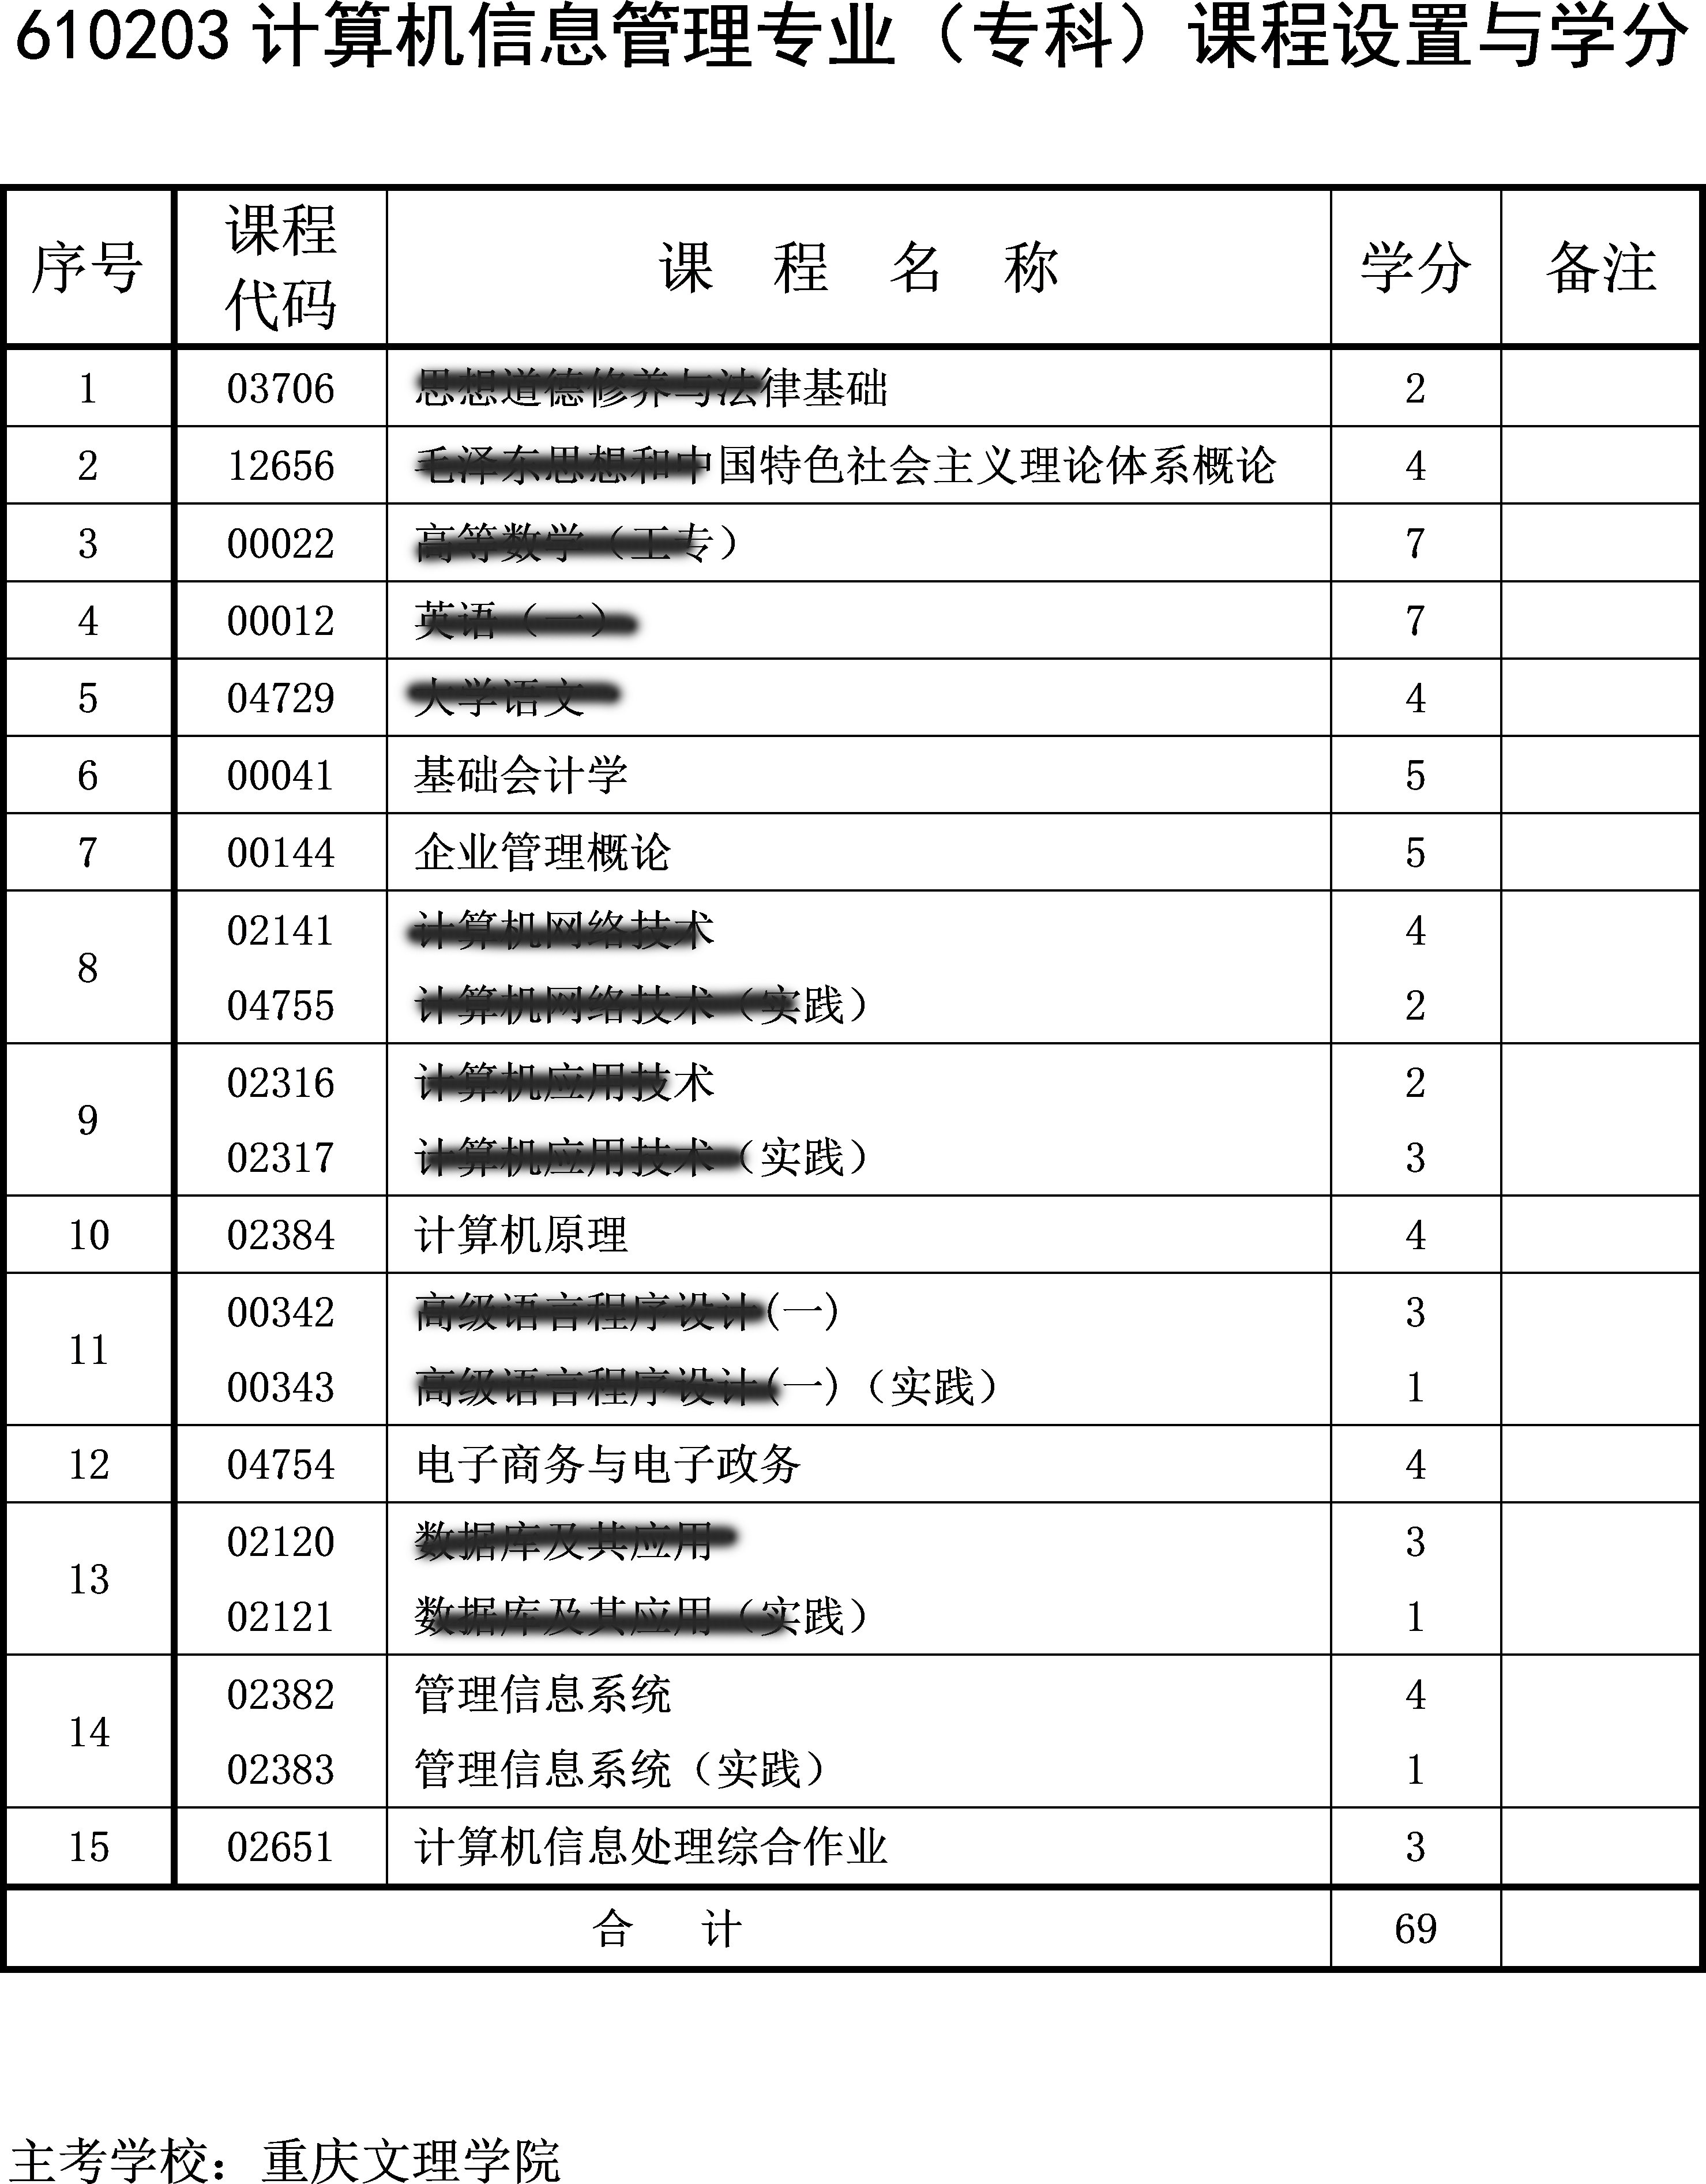 610203计算机信息管理专业（专科）课程设置与学分
序号 课程代码 课程名称 学分 备注
1 03706 思想道德修养与法律基础 2
2 12656 毛泽东思想和中国特色社会主义理论体系概论 4
3 00022 高等数学（工专） 7
4 00012 英语（一） 7
5 04729 大学语文 4
6 00041 基础会计学 5
7 00144 企业管理概论 5
8 02141 计算机网络技术 4
04755 计算机网络技术（实践） 2
9 02316 计算机应用技术 2
02317 计算机应用技术（实践） 3
10 02384 计算机原理 4
11 00342 高级语言程序设计(一) 3
00343 高级语言程序设计(一)（实践） 1
12 04754 电子商务与电子政务 4
13 02120 数据库及其应用 3
02121 数据库及其应用（实践） 1
14 02382 管理信息系统 4
02383 管理信息系统（实践） 1
15 02651 计算机信息处理综合作业 3
合计 69
主考学校：重庆文理学院